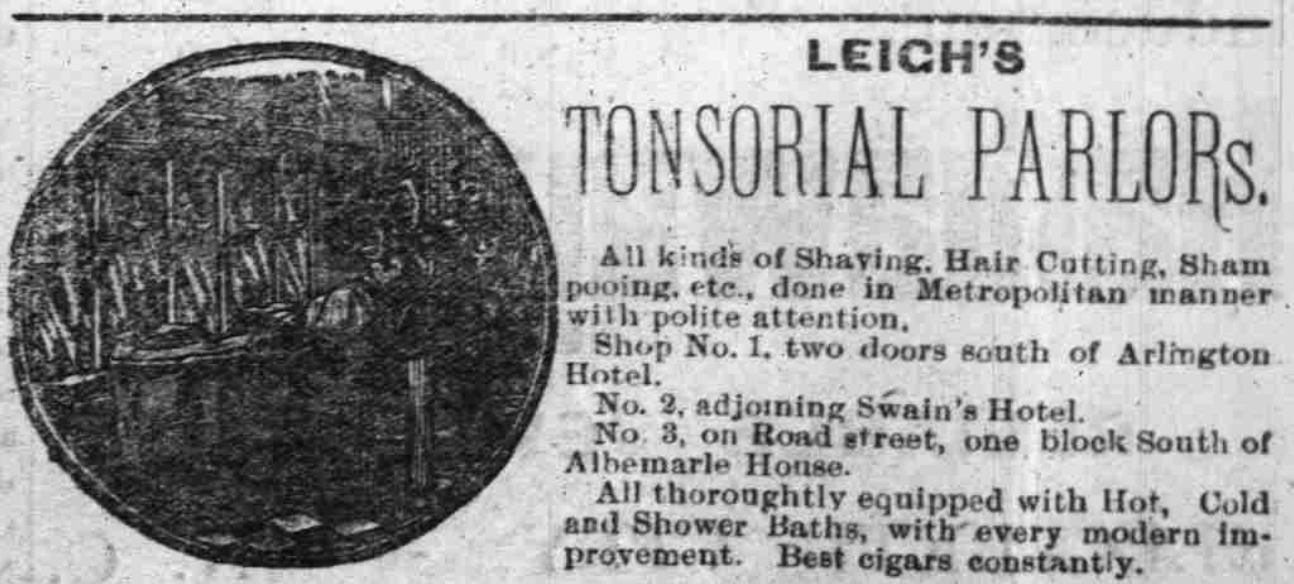 LEIGH'S
TONSORIAL PARLORs.
All kinds of Shaving, Hair Cutting, Sham
pooing, etc., done in Metropolitan manner
with polite attention.
Shop No. 1, two doors south of Arlington
Hotel.
No. 2, adjoining Swain's Hotel.
No. 3, on Road street, one block South of
Albemarle House.
All thoroughtly equipped with Hot, Cold
and Shower Baths, with every modern im-
provement. Best cigars constantly.